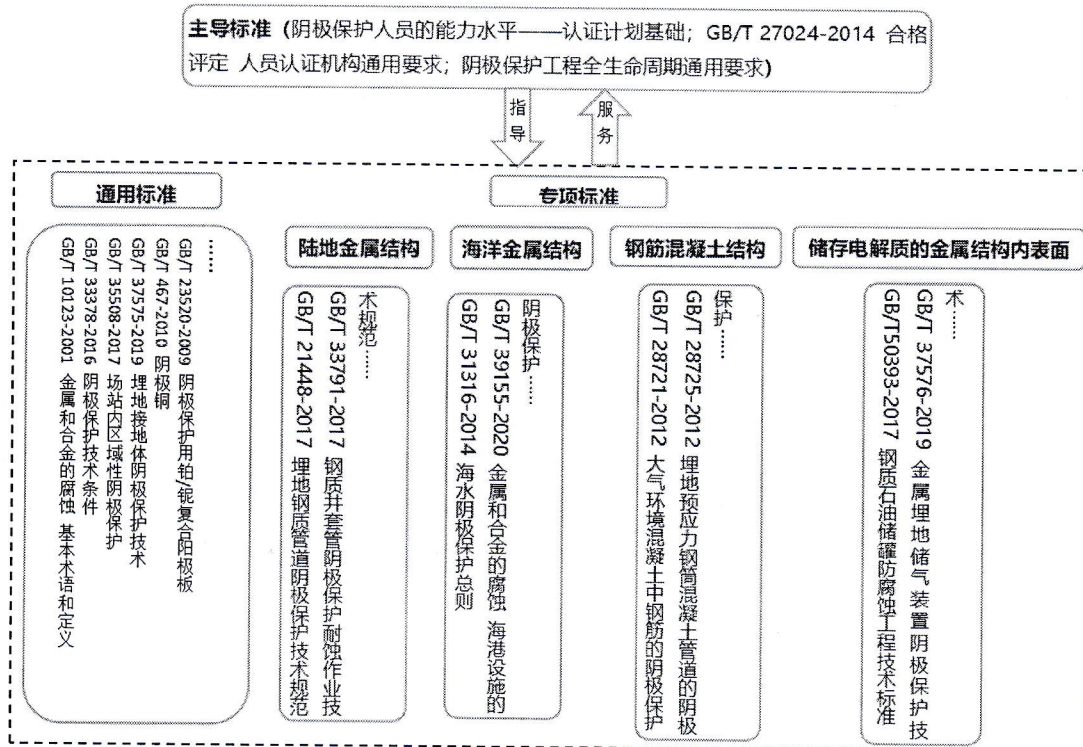 主导标准（阴极保护人员的能力水平——认证计划基础；GB/T 27024-2014 合格
评定 人员认证机构通用要求；阴极保护工程全生命周期通用要求）
指导
服务
通用标准
专项标准
GB/T 10123-2001 金属和合金的腐蚀 基本术语和定义
GB/T 33378-2016 阴极保护技术条件
GB/T 35508-2017 场站内区域性阴极保护
GB/T 37575-2019 埋地接地体阴极保护技术
GB/T 467-2010 阴极铜
GB/T 23520-2009 阴极保护用铂/铌复合阳极板
……
陆地金属结构
GB/T 21448-2017 埋地钢质管道阴极保护技术规范
GB/T 33791-2017 钢质井套管阴极保护耐蚀作业技
术规范……
海洋金属结构
GB/T 31316-2014 海水阴极保护总则
GB/T 39155-2020 金属和合金的腐蚀 海港设施的
阴极保护……
钢筋混凝土结构
GB/T 28721-2012 大气环境混凝土中钢筋的阴极保护
GB/T 28725-2012 埋地预应力钢筒混凝土管道的阴极
保护……
储存电解质的金属结构内表面
GB/T50393-2017 钢质石油储罐防腐蚀工程技术标准
GB/T 37576-2019 金属埋地储气装置阴极保护技
术……